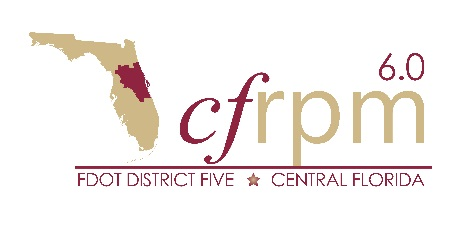 6.0
cfrpm
FDOT DISTRICT FIVE ★ CENTRAL FLORIDA